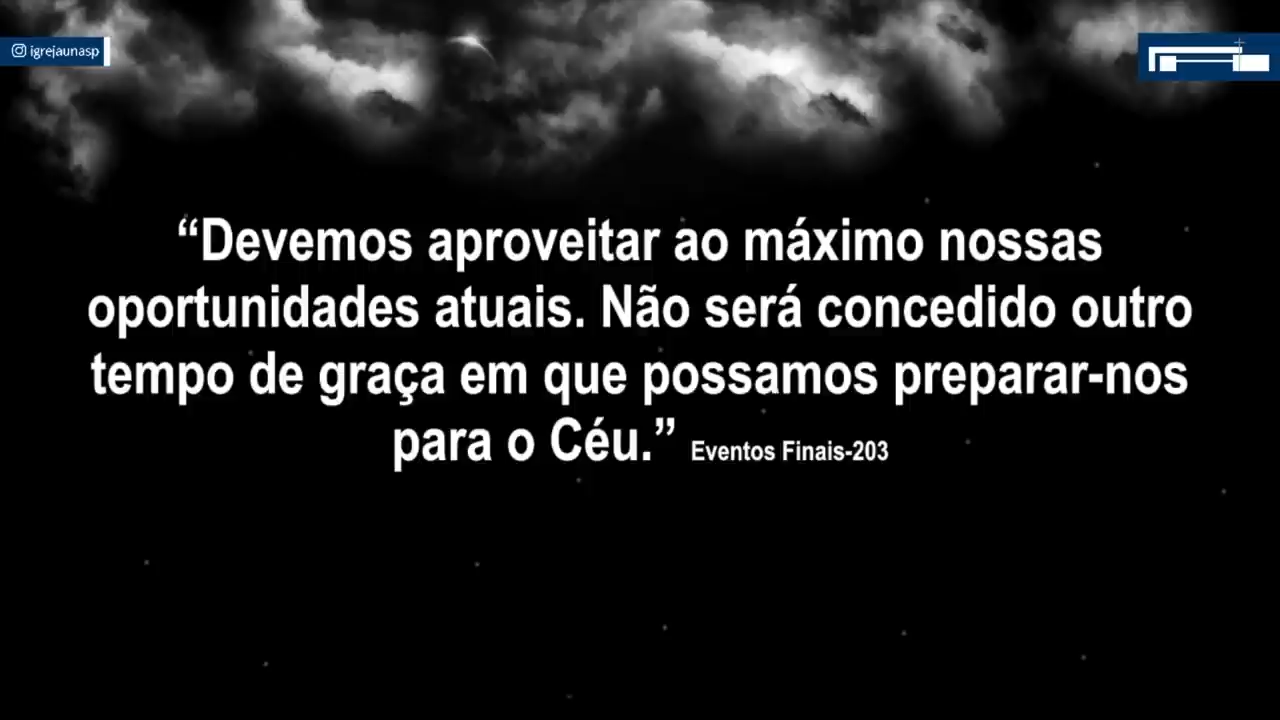 igrejaunasp
“Devemos aproveitar ao máximo nossas
oportunidades atuais. Não será concedido outro
tempo de graça em que possamos preparar-nos
para o Céu.” Eventos Finais-203